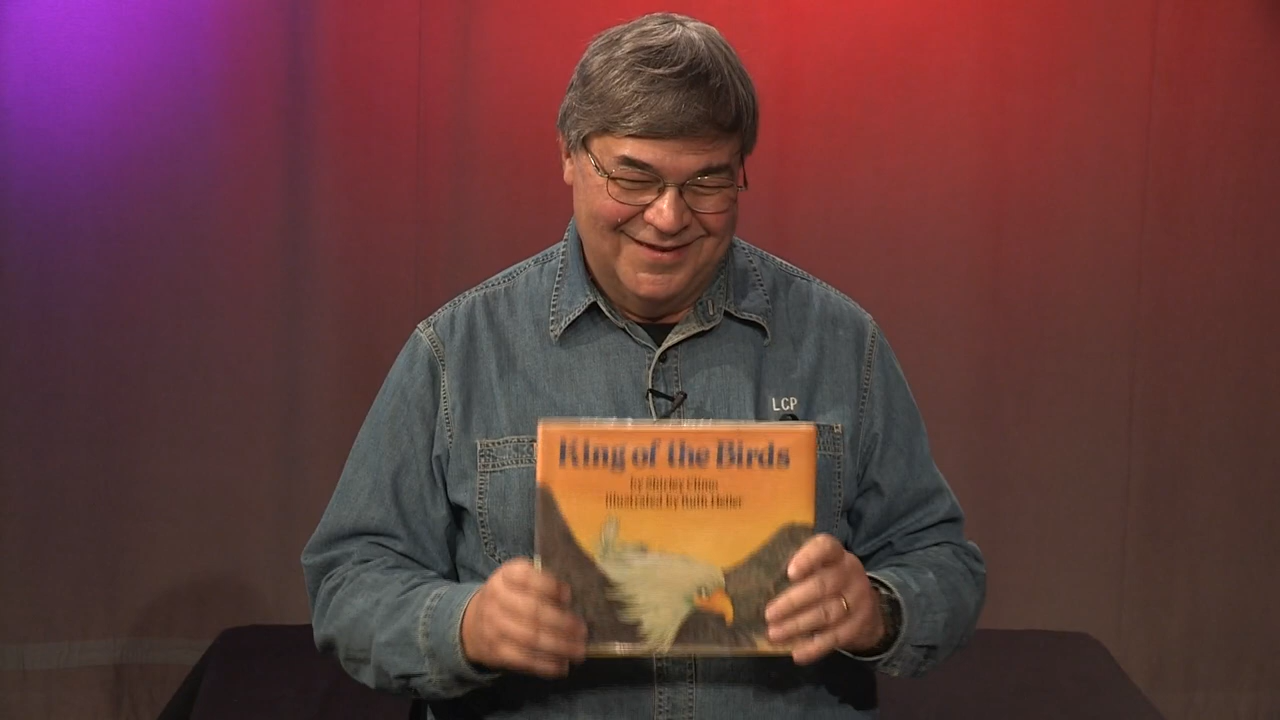 LCP
King of the Birds
by Shirley Climo
Illustrated by Ruth Heller